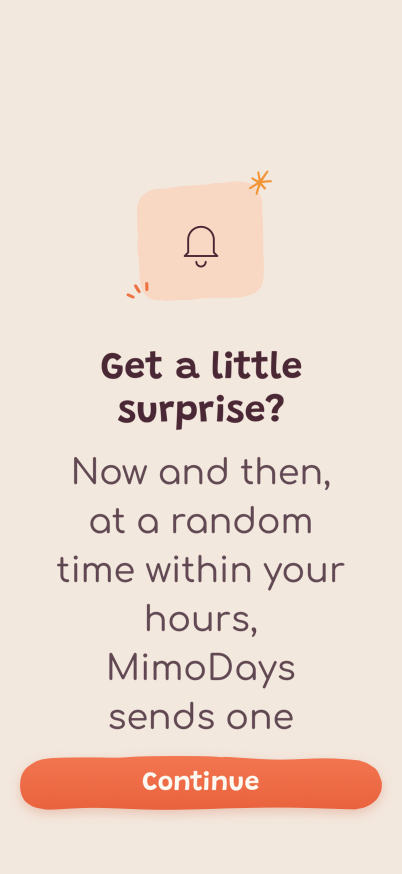 Get a little
surprise?
Now and then,
at a random
time within your
hours,
MimoDays
sends one
Continue